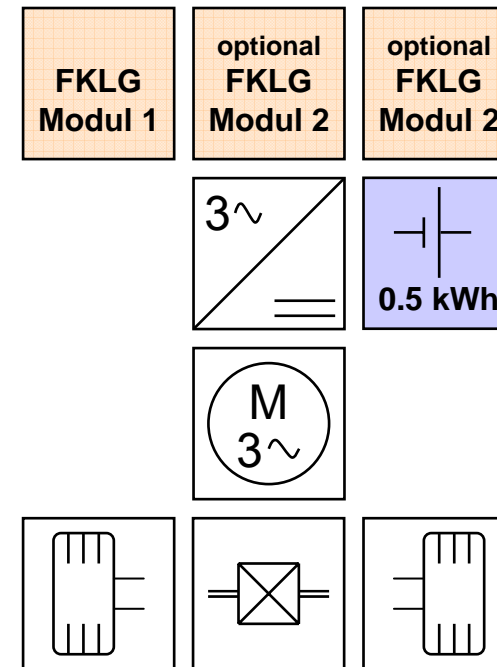 FKLG
Modul 1
optional
FKLG
Modul 2
optional
FKLG
Modul 2
3
0.5 kWh
M
3